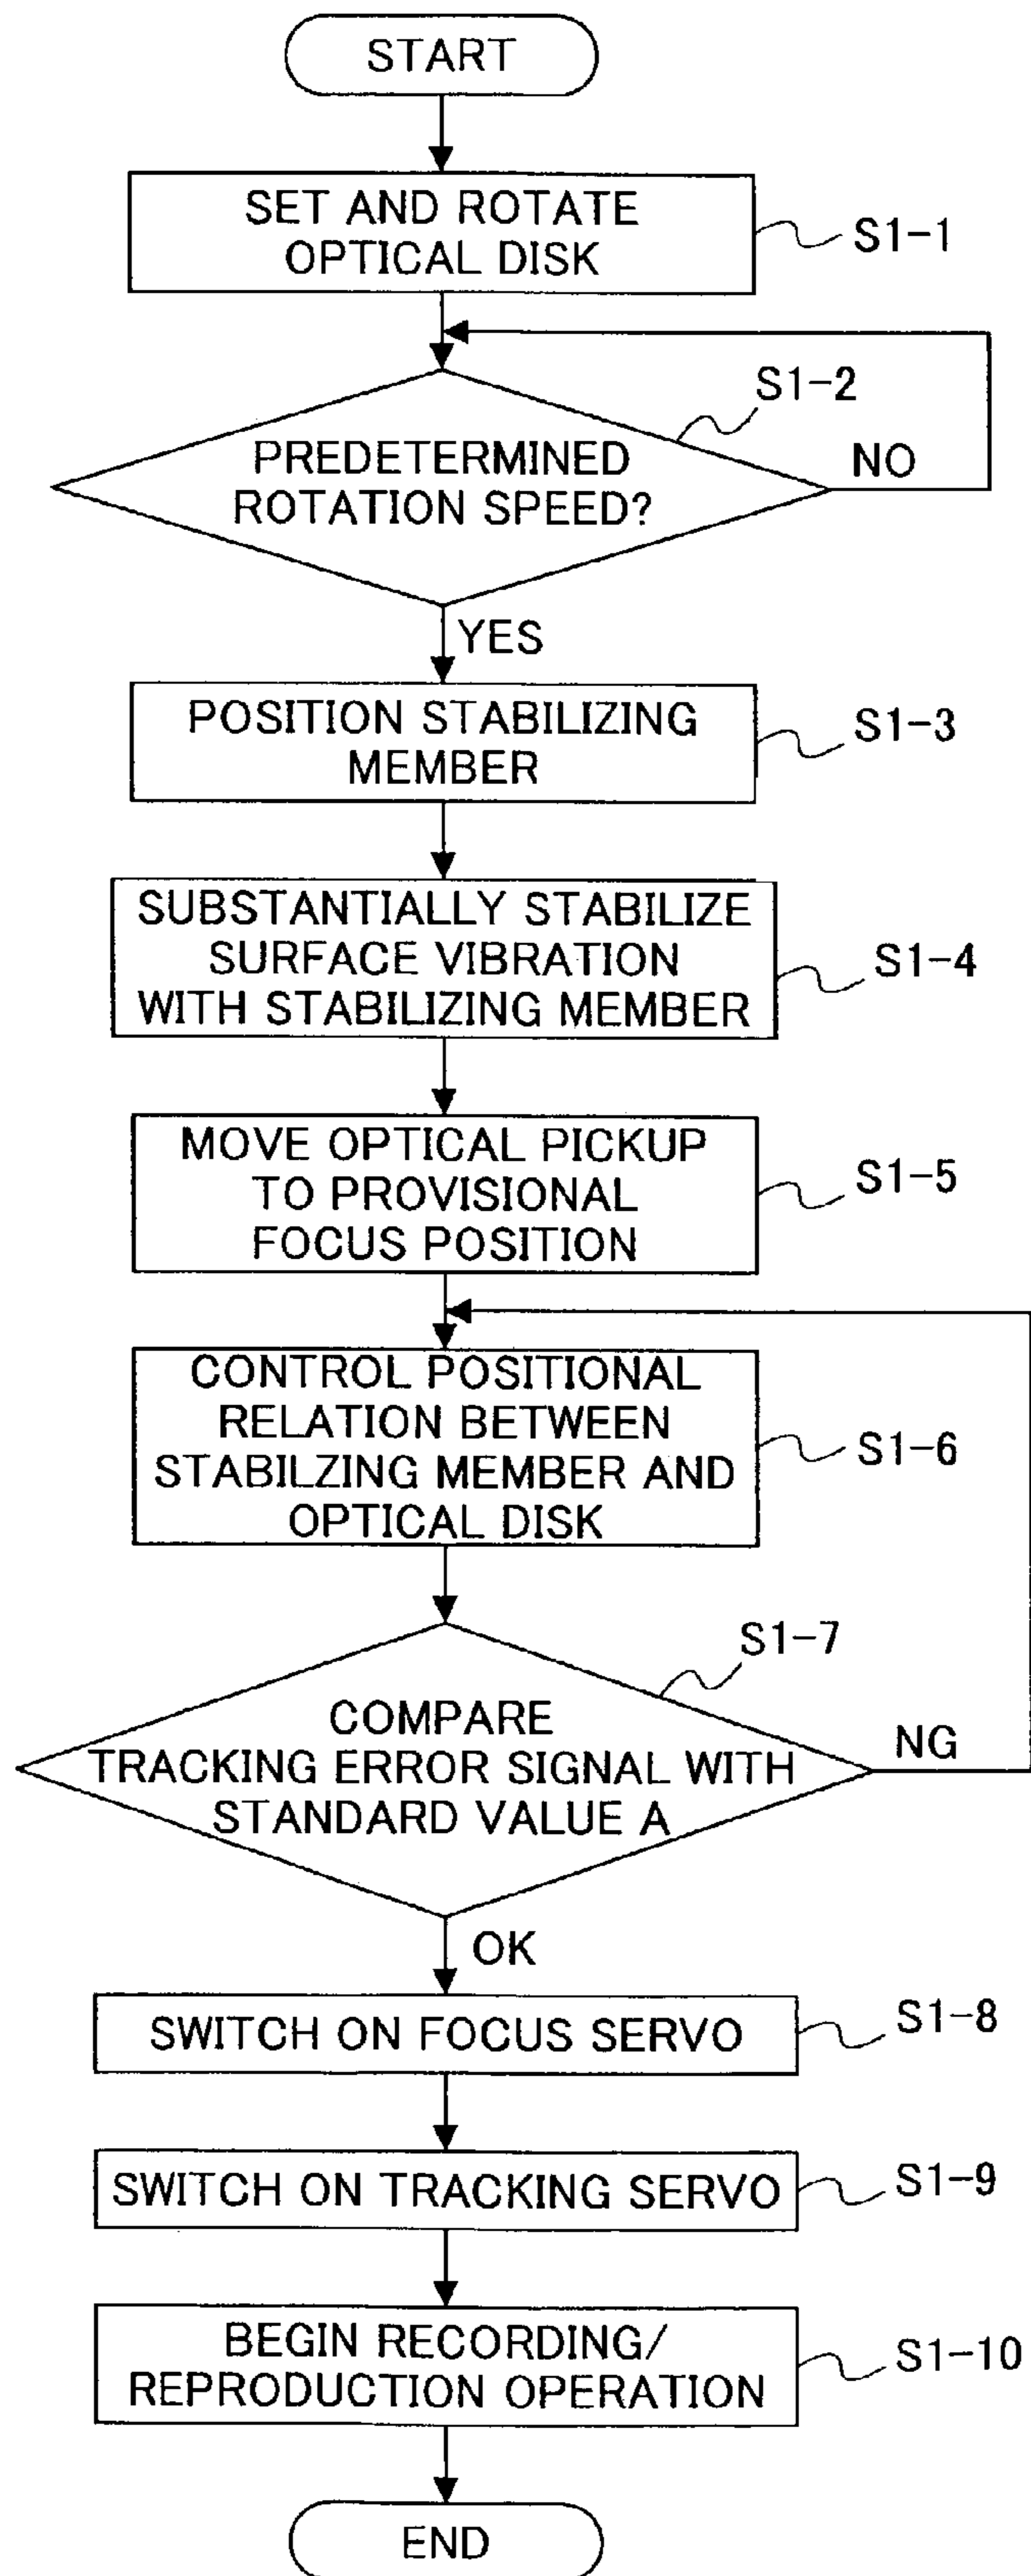 START
SET AND ROTATE
OPTICAL DISK
S1-1
S1-2
PREDETERMINED
ROTATION SPEED?
NO
YES
POSITION STABILIZING
MEMBER
S1-3
SUBSTANTIALLY STABILIZE
SURFACE VIBRATION
WITH STABILIZING MEMBER
S1-4
MOVE OPTICAL PICKUP
TO PROVISIONAL
FOCUS POSITION
S1-5
CONTROL POSITIONAL
RELATION BETWEEN
STABILZING MEMBER AND
OPTICAL DISK
S1-6
S1-7
COMPARE
TRACKING ERROR SIGNAL WITH
STANDARD VALUE A
NG
OK
SWITCH ON FOCUS SERVO
S1-8
SWITCH ON TRACKING SERVO
S1-9
BEGIN RECORDING/
REPRODUCTION OPERATION
S1-10
END